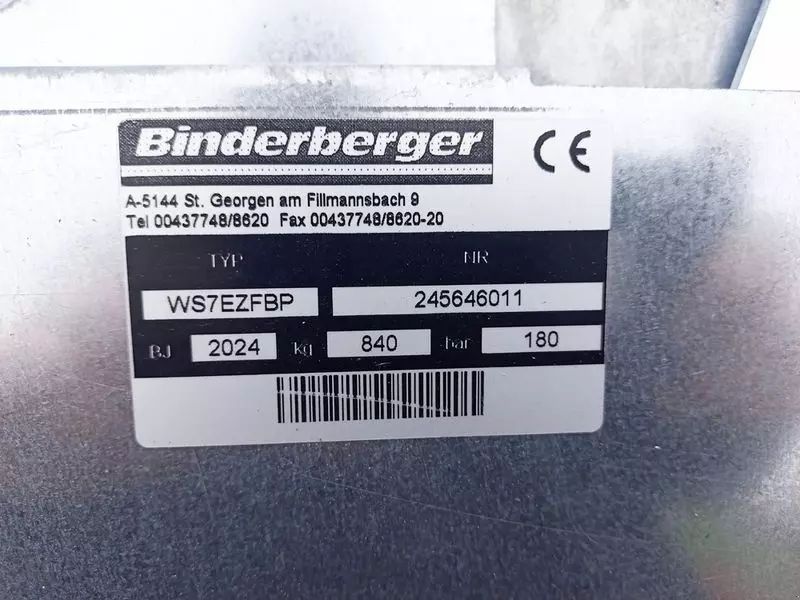 Binderberger
CE
A-5144 St. Georgen am Fillmannsbach 9
Tel 00437748/8620 Fax 00437748/8620-20
TYP NR
WS7EZFBP 245646011
BJ 2024 kg 840 bar 180